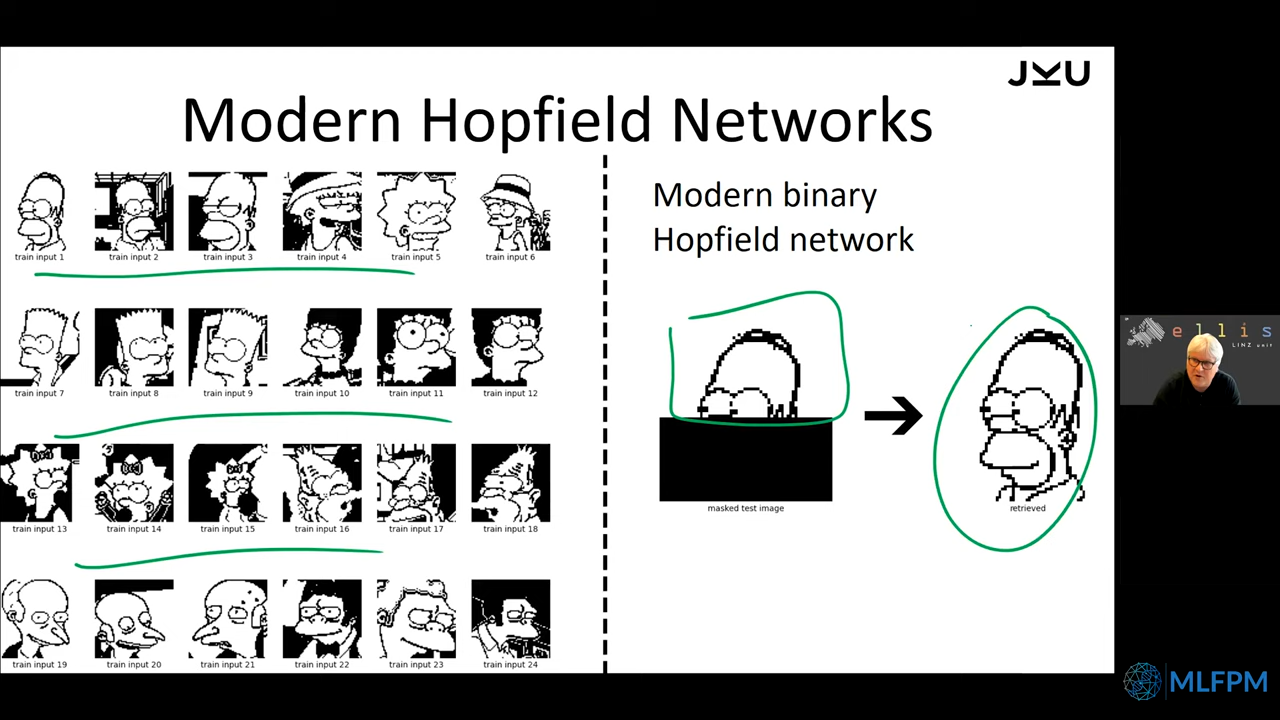 JKU
Modern Hopfield Networks
train input 1 train input 2 train input 3 train input 4 train input 5 train input 6
Modern binary
Hopfield network
train input 7 train input 8 train input 9 train input 10 train input 11 train input 12
masked test image
retrieved
train input 13 train input 14 train input 15 train input 16 train input 17 train input 18
train input 19 train input 20 train input 21 train input 22 train input 23 train input 24
ellis
LINZ unit
MLFPM